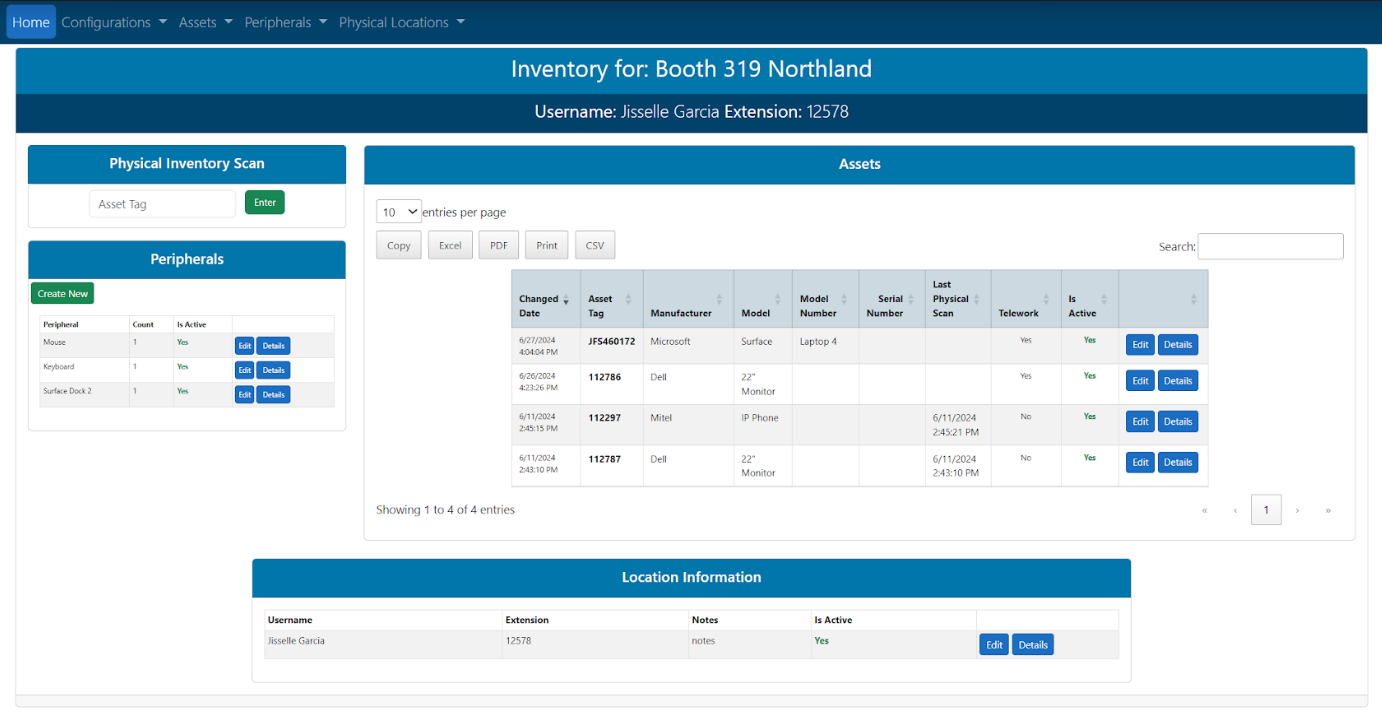 Home Configurations Assets Peripherals Physical Locations
Inventory for: Booth 319 Northland
Username: Jisselle Garcia Extension: 12578
Physical Inventory Scan
Asset Tag Enter
Peripherals
Create New
Peripheral Count Is Active
Mouse 1 Yes Edit Details
Keyboard 1 Yes Edit Details
Surface Dock 2 1 Yes Edit Details
Assets
10 entries per page
Copy Excel PDF Print CSV Search:
Changed Date Asset Tag Manufacturer Model Model Number Serial Number Last Physical Scan Telework Is Active
6/27/2024 4:04:04 PM JFS460172 Microsoft Surface Laptop 4 Yes Yes Edit Details
6/26/2024 4:23:26 PM 112786 Dell 22" Monitor Yes Yes Edit Details
6/11/2024 2:45:15 PM 112297 Mitel IP Phone 6/11/2024 2:45:21 PM No Yes Edit Details
6/11/2024 2:43:10 PM 112787 Dell 22" Monitor 6/11/2024 2:43:10 PM No Yes Edit Details
Showing 1 to 4 of 4 entries « ‹ 1 › »
Location Information
Username Extension Notes Is Active
Jisselle Garcia 12578 notes Yes Edit Details